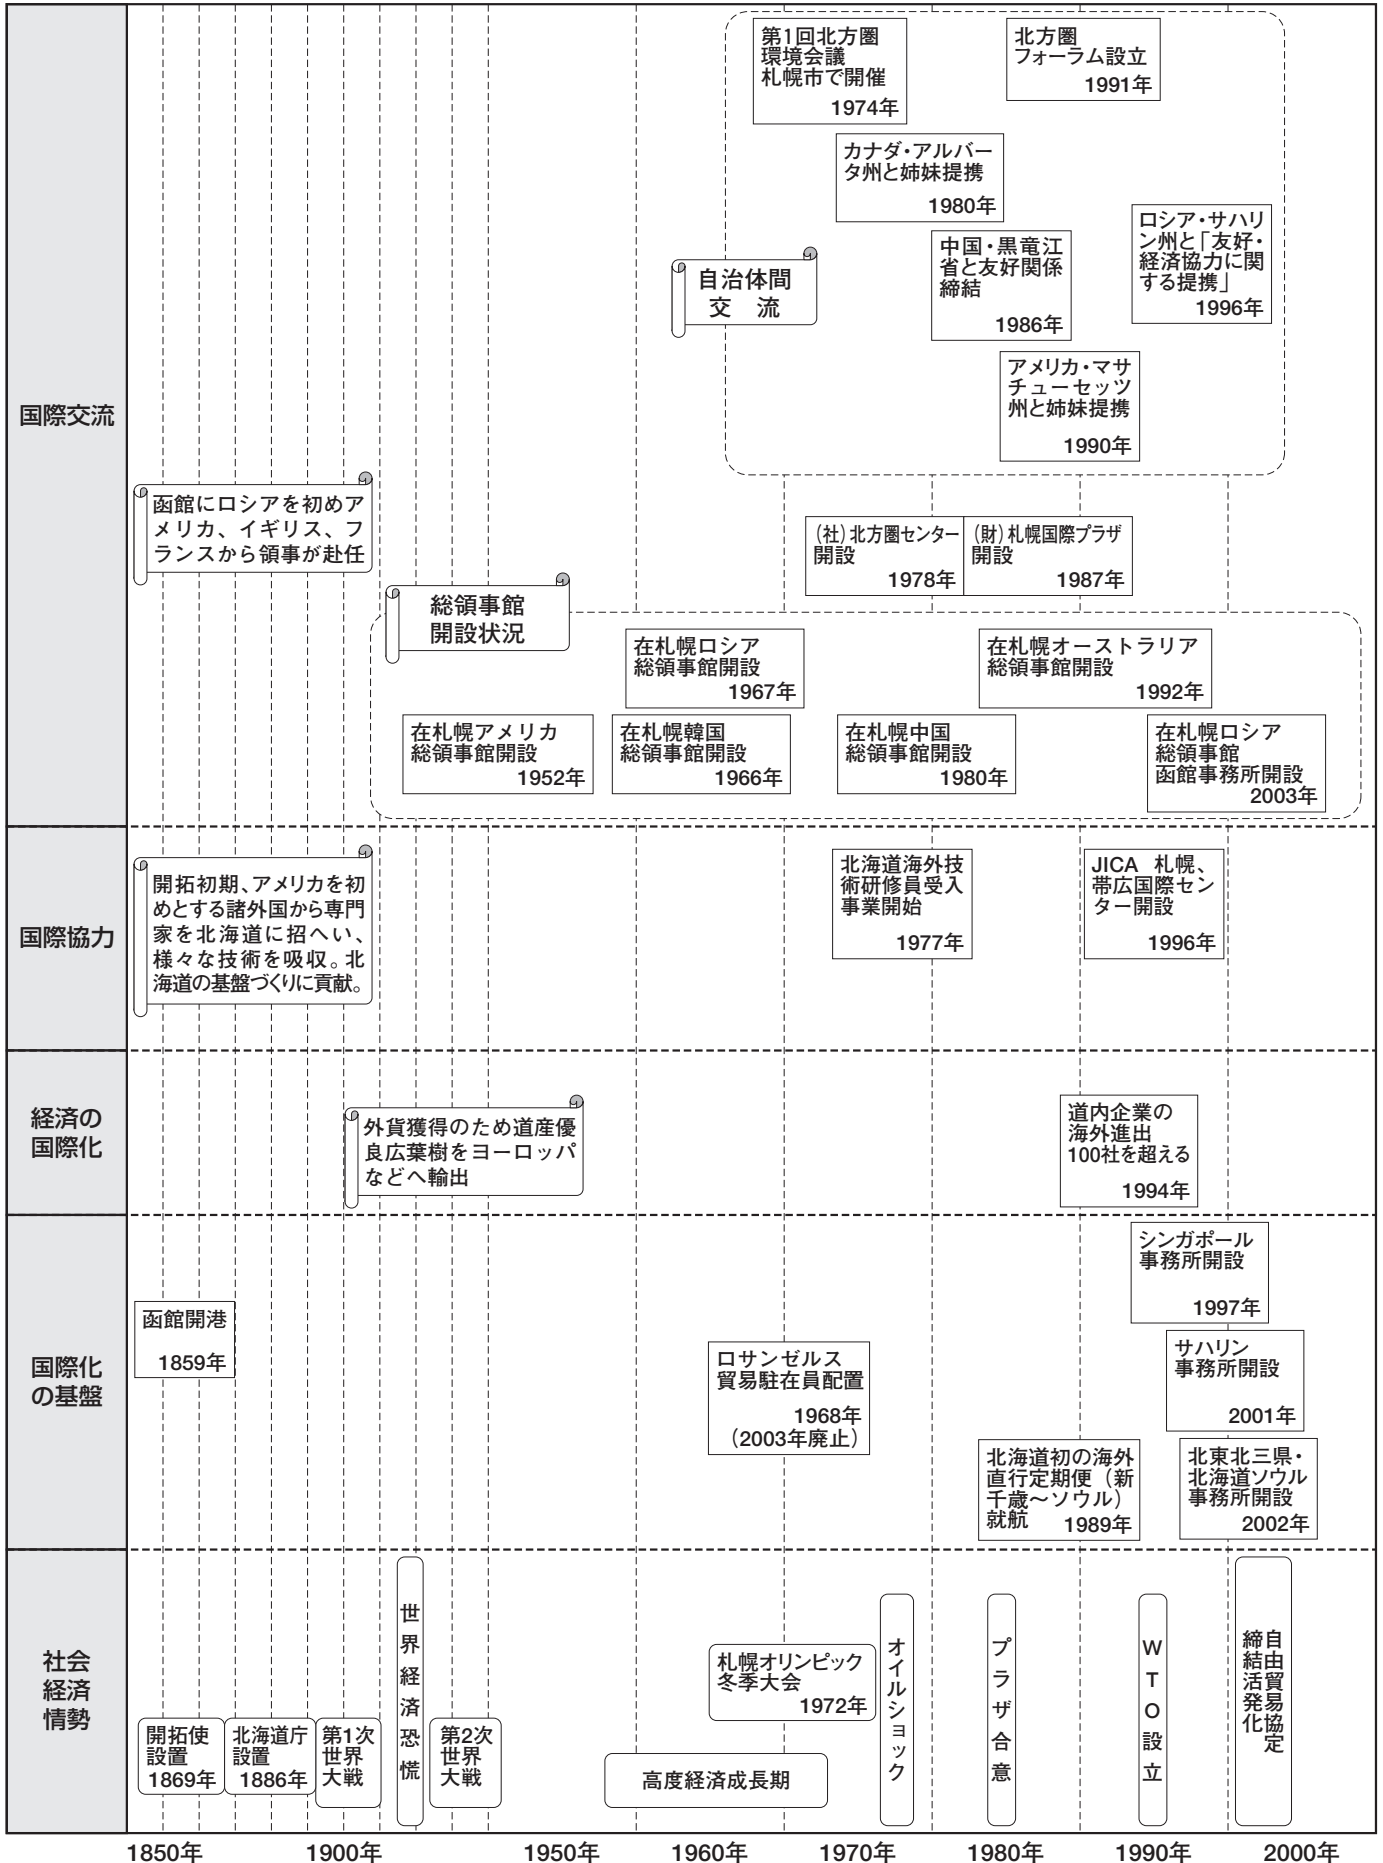 国際交流
第1回北方圏
環境会議
札幌市で開催
1974年
北方圏
フォーラム設立
1991年
カナダ・アルバー
タ州と姉妹提携
1980年
自治体間
交 流
中国・黒竜江
省と友好関係
締結
1986年
ロシア・サハリ
ン州と「友好・
経済協力に関
する提携」
1996年
アメリカ・マサ
チューセッツ
州と姉妹提携
1990年
函館にロシアを初めア
メリカ、イギリス、フ
ランスから領事が赴任
(社)北方圏センター
開設
1978年
(財)札幌国際プラザ
開設
1987年
総領事館
開設状況
在札幌ロシア
総領事館開設
1967年
在札幌オーストラリア
総領事館開設
1992年
在札幌アメリカ
総領事館開設
1952年
在札幌韓国
総領事館開設
1966年
在札幌中国
総領事館開設
1980年
在札幌ロシア
総領事館
函館事務所開設
2003年
国際協力
開拓初期、アメリカを初
めとする諸外国から専門
家を北海道に招へい、
様々な技術を吸収。北
海道の基盤づくりに貢献。
北海道海外技
術研修員受入
事業開始
1977年
JICA 札幌、
帯広国際セン
ター開設
1996年
経済の
国際化
外貨獲得のため道産優
良広葉樹をヨーロッパ
などへ輸出
道内企業の
海外進出
100社を超える
1994年
国際化
の基盤
函館開港
1859年
ロサンゼルス
貿易駐在員配置
1968年
(2003年廃止)
シンガポール
事務所開設
1997年
サハリン
事務所開設
2001年
北海道初の海外
直行定期便(新
千歳～ソウル)
就航 1989年
北東北三県・
北海道ソウル
事務所開設
2002年
社会
経済
情勢
開拓使
設置
1869年
北海道庁
設置
1886年
第1次
世界
大戦
世界経済恐慌
第2次
世界
大戦
札幌オリンピック
冬季大会
1972年
高度経済成長期
オイルショック
プラザ合意
WTO設立
自由貿易協定
締結活発化
1850年
1900年
1950年
1960年
1970年
1980年
1990年
2000年